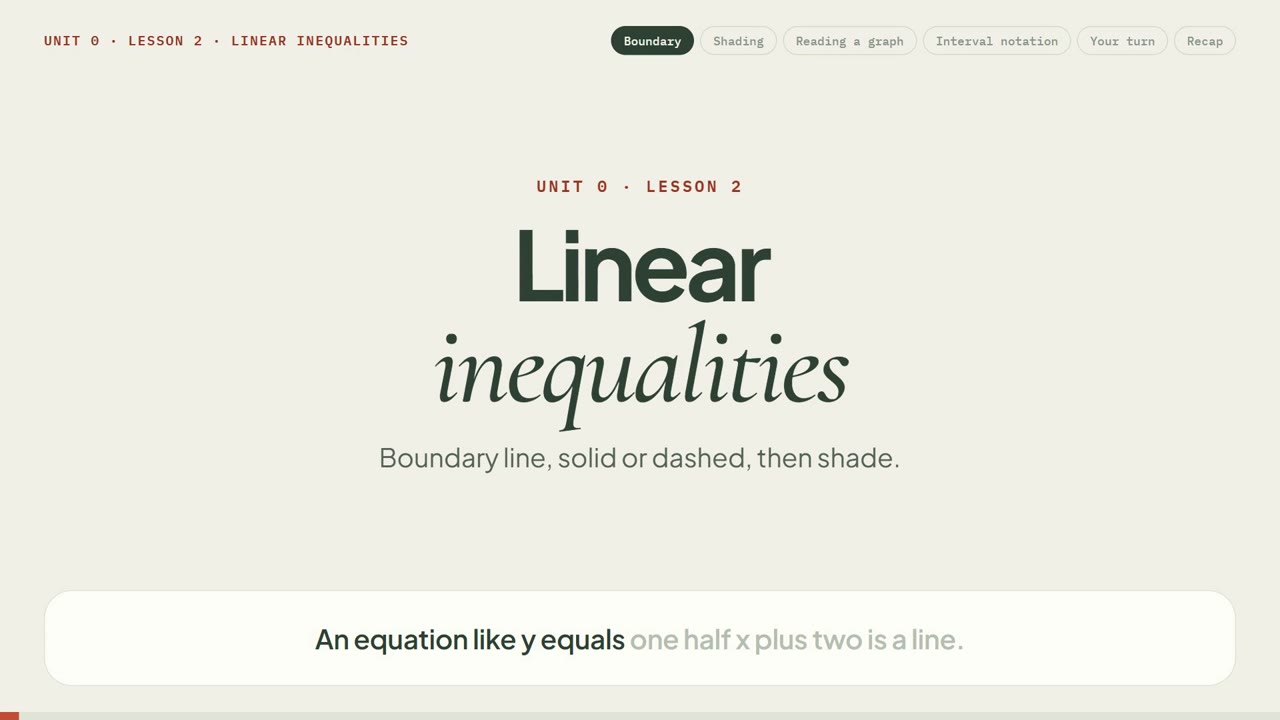 UNIT 0 · LESSON 2 · LINEAR INEQUALITIES
Boundary
Shading
Reading a graph
Interval notation
Your turn
Recap
UNIT 0 · LESSON 2
Linear
inequalities
Boundary line, solid or dashed, then shade.
An equation like y equals one half x plus two is a line.